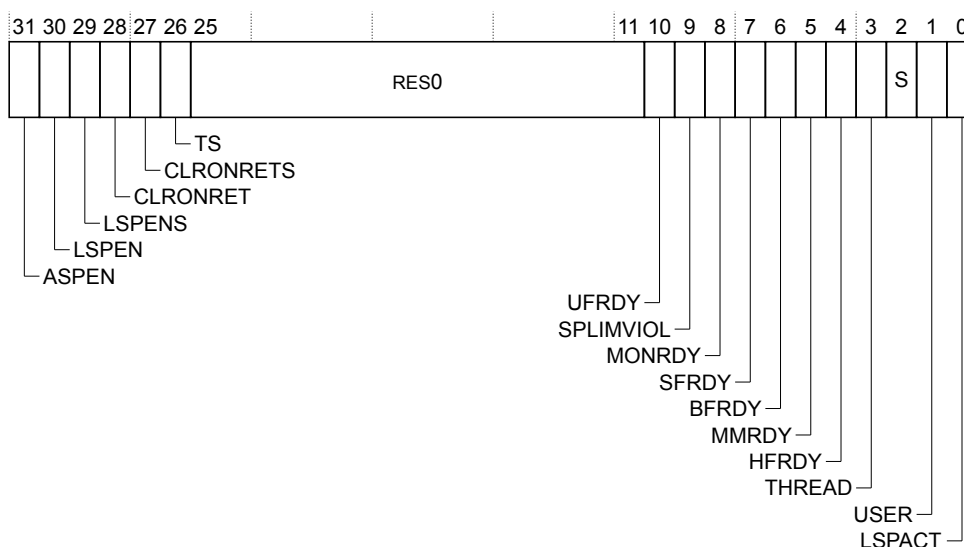 31 30 29 28 27 26 25 11 10 9 8 7 6 5 4 3 2 1 0
RES0 S
TS
CLRONRETS
CLRONRET
LSPENS
LSPEN
ASPEN
UFRDY
SPLIMVIOL
MONRDY
SFRDY
BFRDY
MMRDY
HFRDY
THREAD
USER
LSPACT